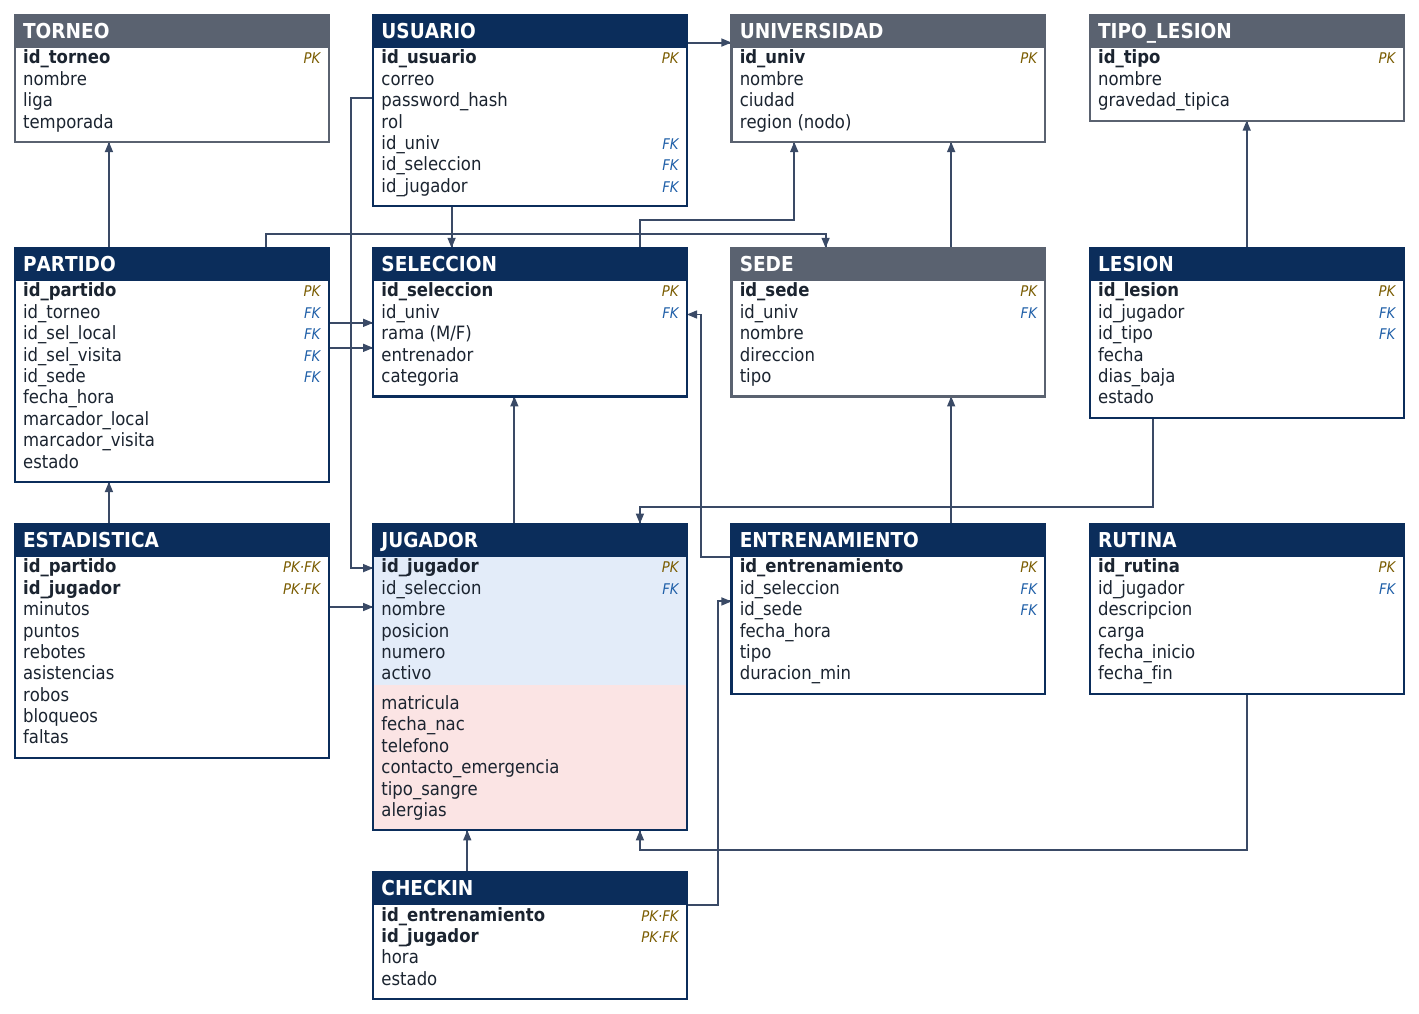 TORNEO
id_torneo PK
nombre
liga
temporada
USUARIO
id_usuario PK
correo
password_hash
rol
id_univ FK
id_seleccion FK
id_jugador FK
UNIVERSIDAD
id_univ PK
nombre
ciudad
region (nodo)
TIPO_LESION
id_tipo PK
nombre
gravedad_tipica
PARTIDO
id_partido PK
id_torneo FK
id_sel_local FK
id_sel_visita FK
id_sede FK
fecha_hora
marcador_local
marcador_visita
estado
SELECCION
id_seleccion PK
id_univ FK
rama (M/F)
entrenador
categoria
SEDE
id_sede PK
id_univ FK
nombre
direccion
tipo
LESION
id_lesion PK
id_jugador FK
id_tipo FK
fecha
dias_baja
estado
ESTADISTICA
id_partido PK·FK
id_jugador PK·FK
minutos
puntos
rebotes
asistencias
robos
bloqueos
faltas
JUGADOR
id_jugador PK
id_seleccion FK
nombre
posicion
numero
activo
matricula
fecha_nac
telefono
contacto_emergencia
tipo_sangre
alergias
ENTRENAMIENTO
id_entrenamiento PK
id_seleccion FK
id_sede FK
fecha_hora
tipo
duracion_min
RUTINA
id_rutina PK
id_jugador FK
descripcion
carga
fecha_inicio
fecha_fin
CHECKIN
id_entrenamiento PK·FK
id_jugador PK·FK
hora
estado